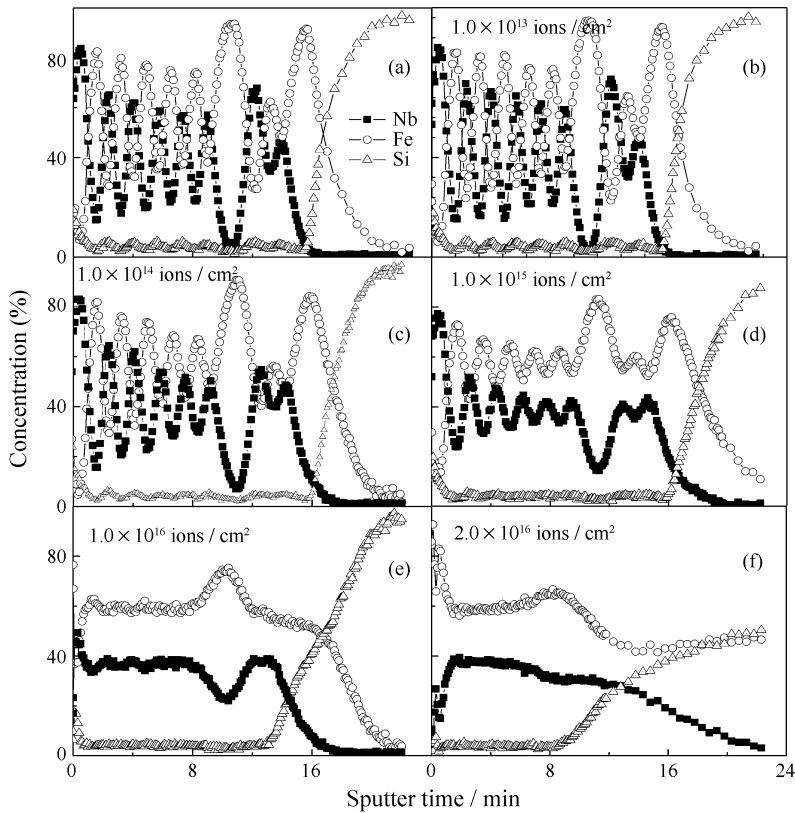 1.0 × 10¹³ ions / cm²
80
(a)
(b)
Nb
Fe
Si
40
0
1.0 × 10¹⁴ ions / cm²
1.0 × 10¹⁵ ions / cm²
80
(c)
(d)
Concentration (%)
40
0
1.0 × 10¹⁶ ions / cm²
2.0 × 10¹⁶ ions / cm²
80
(e)
(f)
40
0
0 8 16 0 8 16 24
Sputter time / min